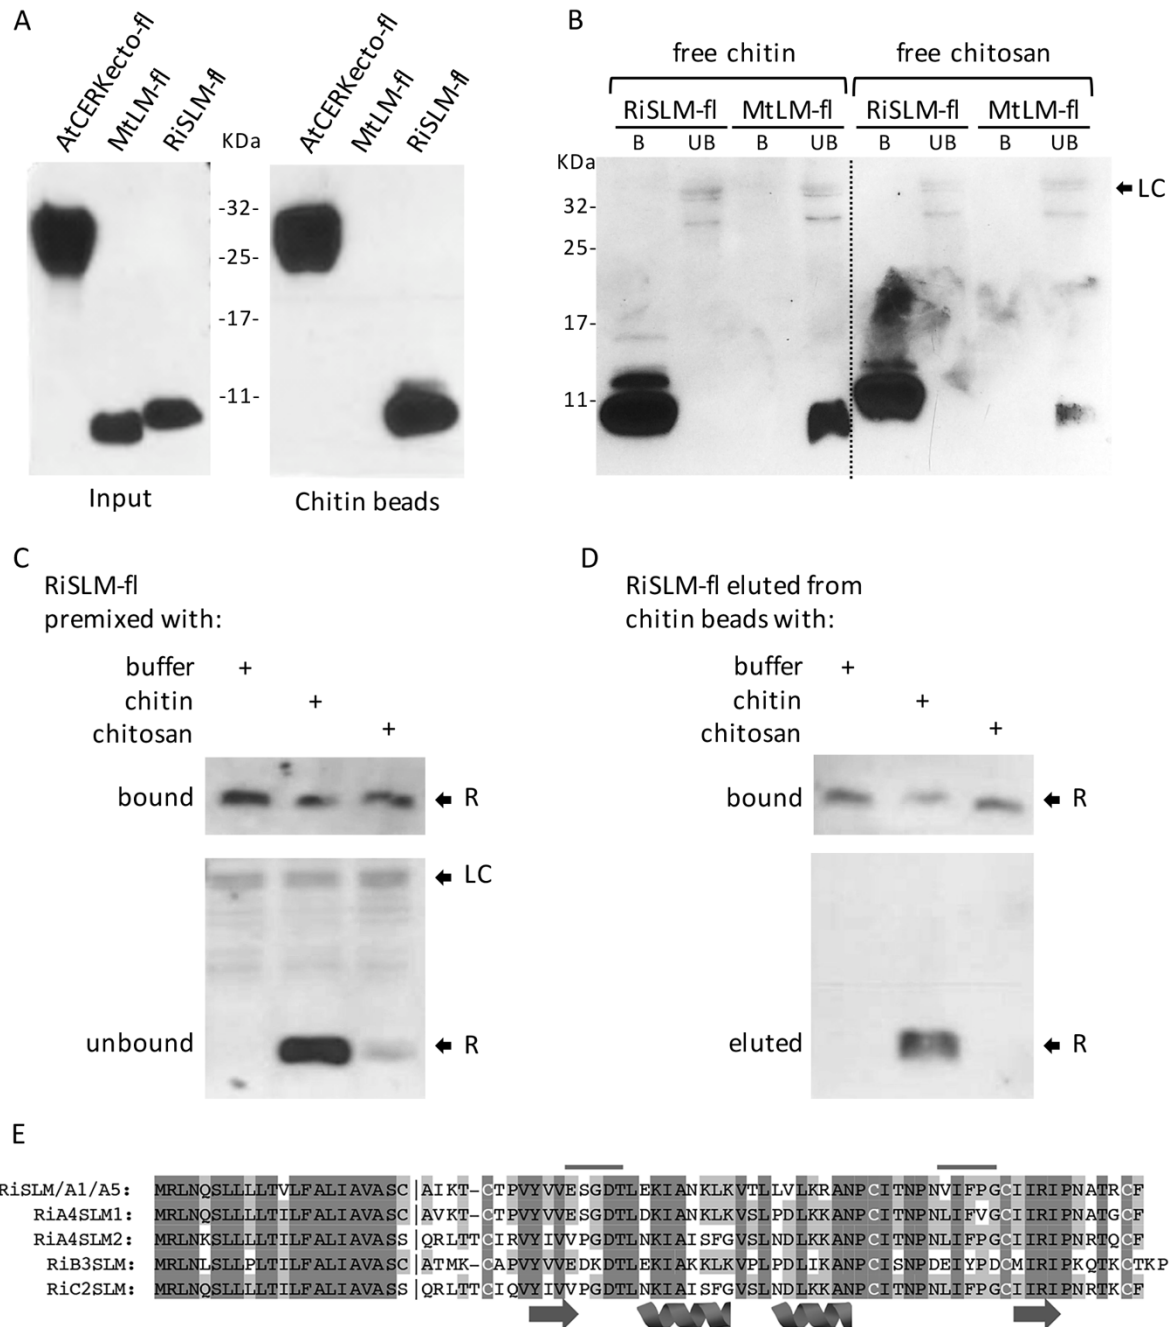 A
AtCERKecto-fl
MtLM-fl
RiSLM-fl
KDa
AtCERKecto-fl
MtLM-fl
RiSLM-fl
-32-
-25-
-17-
-11-
Input
Chitin beads
B
free chitin
free chitosan
RiSLM-fl
MtLM-fl
RiSLM-fl
MtLM-fl
B UB B UB B UB B UB
KDa
32-
25-
17-
11-
LC
C
RiSLM-fl
premixed with:
buffer +
chitin +
chitosan +
bound
R
LC
unbound
R
D
RiSLM-fl eluted from
chitin beads with:
buffer +
chitin +
chitosan +
bound
R
eluted
R
E
RiSLM/A1/A5: MRLNQSLLLLTVLFALIAVASC|AIKT-CTPVYVVESGDTLEKIANKLKVTLLVLKRANPCITNPNVIFPGCIIRIPNATRCF
RiA4SLM1: MRLNQSLLLLTILFALIAVASC|AVKT-CTPVYVVESGDTLDKIANKLKVSLPDLKKANPCITNPNLIFVGCIIRIPNATGCF
RiA4SLM2: MRLNKSLLLLTILFALIAVASS|QRLTTCIRVYIVVPGDTLNKIAISFGVSLNDLKKANPCITNPNLIFPGCIIRIPNRTQCF
RiB3SLM: MRLNLSLLPLTILFALIAVASC|ATMK-CAPVYVVEDKDTLEKIAKKLKVPLPDLIKANPCISNPDEIYPDCMIRIPKQTKCTKP
RiC2SLM: MRLNQSLLLLTILFALIAVASS|QRLTTCIQVYIVVPGDTLNKIAISFGVSLNDLKKANPCITNPNLIFPGCIIRIPNRTKCF